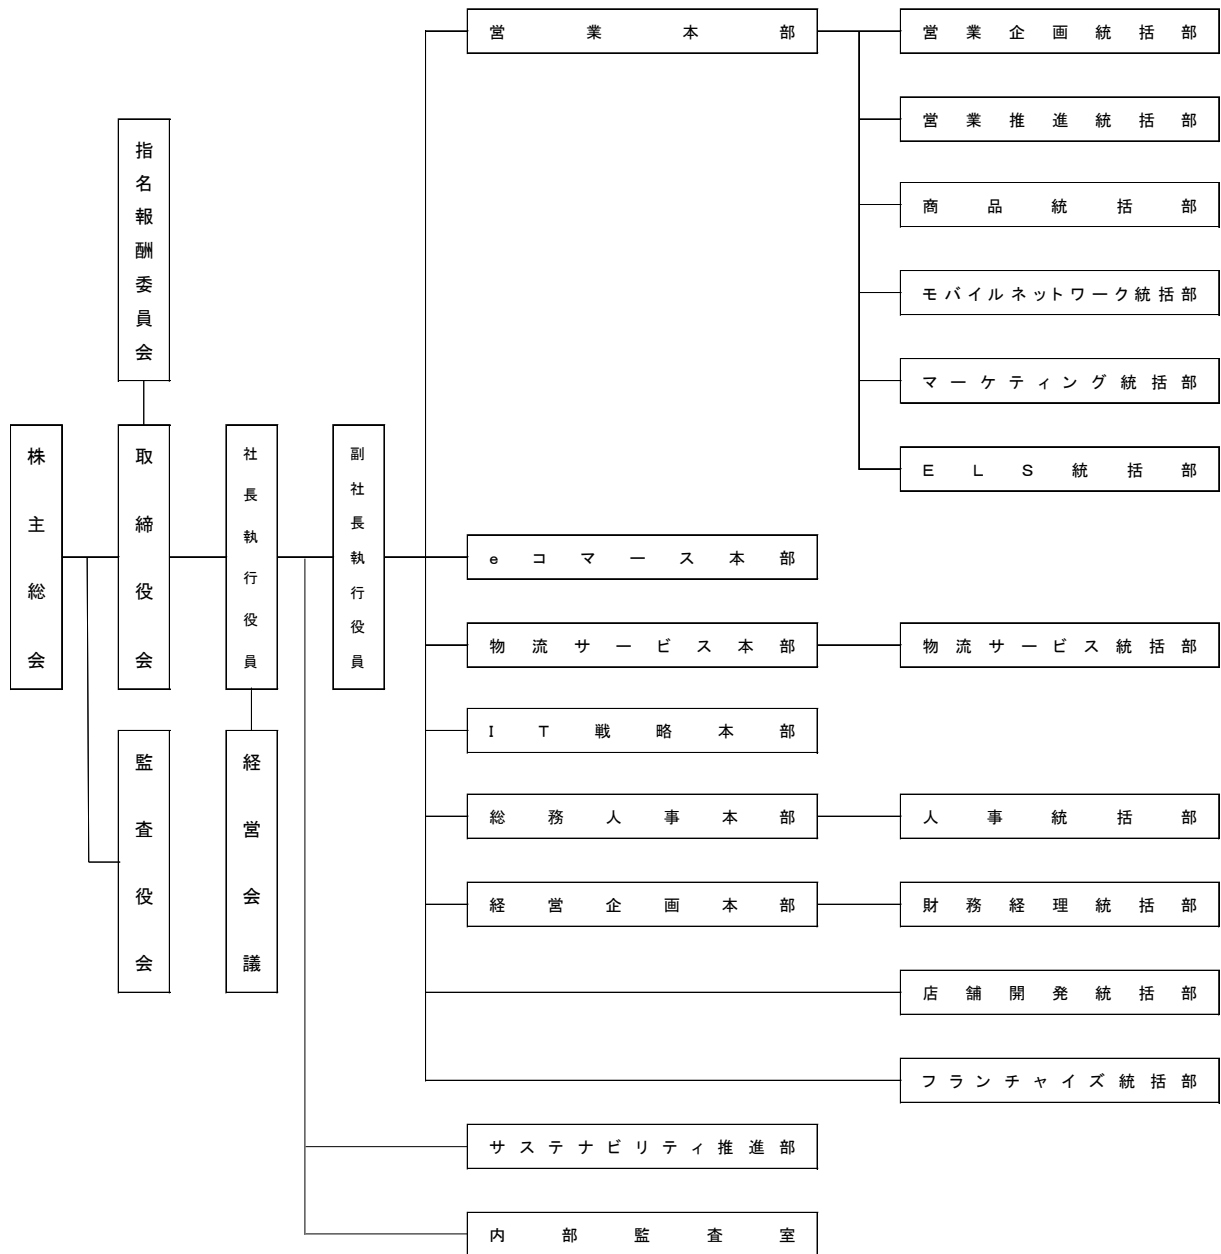 指名報酬委員会
株主総会
取締役会
監査役会
社長執行役員
経営会議
副社長執行役員
営業本部
営業企画統括部
営業推進統括部
商品統括部
モバイルネットワーク統括部
マーケティング統括部
ELS統括部
eコマース本部
物流サービス本部
物流サービス統括部
IT戦略本部
総務人事本部
人事統括部
経営企画本部
財務経理統括部
店舗開発統括部
フランチャイズ統括部
サステナビリティ推進部
内部監査室